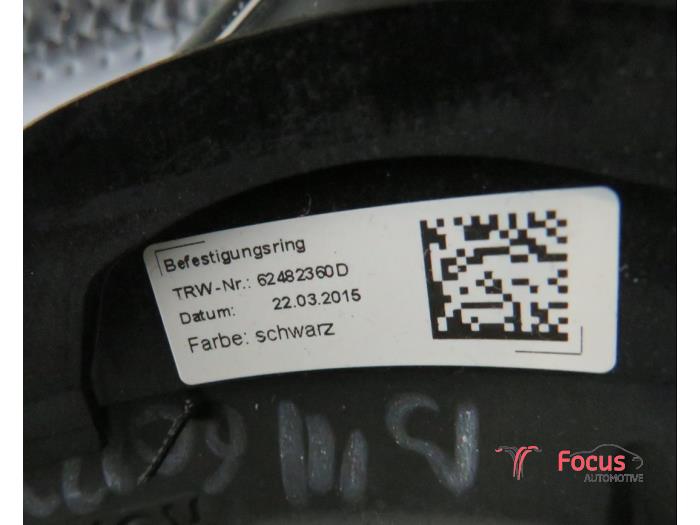 Befestigungsring
TRW-Nr.: 62482360D
Datum: 22.03.2015
Farbe: schwarz
Focus
AUTOMOTIVE